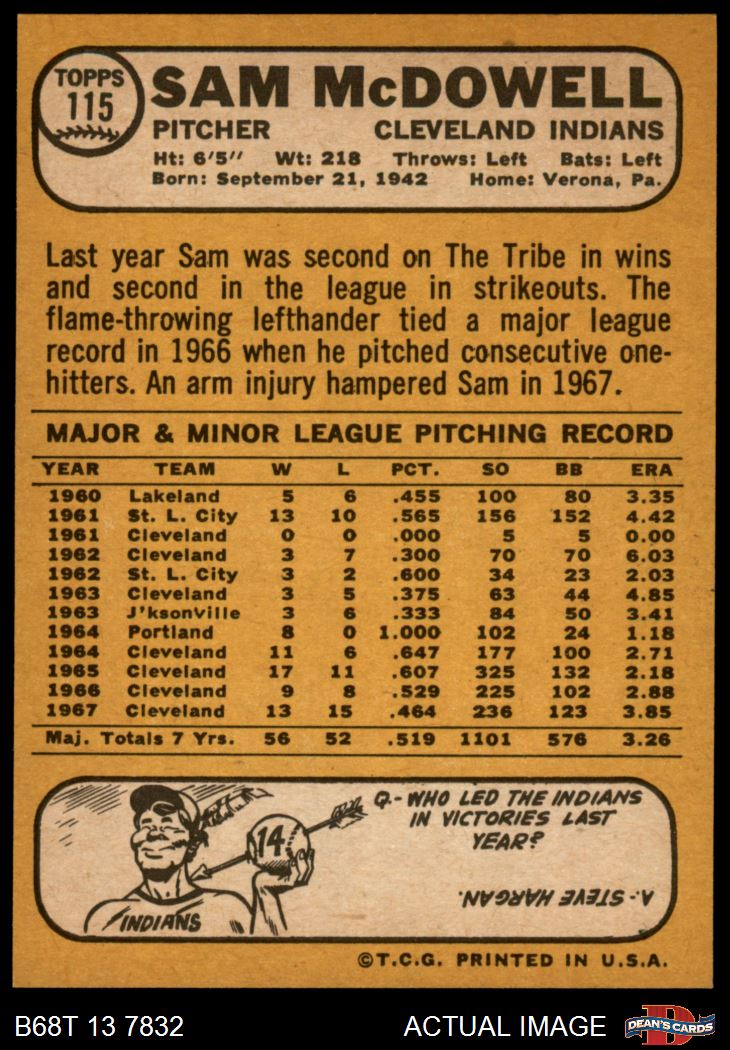 TOPPS
115
SAM McDOWELL
PITCHER CLEVELAND INDIANS
Ht: 6'5" Wt: 218 Throws: Left Bats: Left
Born: September 21, 1942 Home: Verona, Pa.
Last year Sam was second on The Tribe in wins
and second in the league in strikeouts. The
flame-throwing lefthander tied a major league
record in 1966 when he pitched consecutive one-
hitters. An arm injury hampered Sam in 1967.
MAJOR & MINOR LEAGUE PITCHING RECORD
YEAR TEAM W L PCT. SO BB ERA
1960 Lakeland 5 6 .455 100 80 3.35
1961 St. L. City 13 10 .565 156 152 4.42
1961 Cleveland 0 0 .000 5 5 0.00
1962 Cleveland 3 7 .300 70 70 6.03
1962 St. L. City 3 2 .600 34 23 2.03
1963 Cleveland 3 5 .375 63 44 4.85
1963 J'ksonville 3 6 .333 84 50 3.41
1964 Portland 8 0 1.000 102 24 1.18
1964 Cleveland 11 6 .647 177 100 2.71
1965 Cleveland 17 11 .607 325 132 2.18
1966 Cleveland 9 8 .529 225 102 2.88
1967 Cleveland 13 15 .464 236 123 3.85
Maj. Totals 7 Yrs. 56 52 .519 1101 576 3.26
Q.- WHO LED THE INDIANS
IN VICTORIES LAST
YEAR?
14
A.- STEVE HARGAN.
INDIANS
©T.C.G. PRINTED IN U.S.A.
B68T 13 7832 ACTUAL IMAGE
D
DEAN'S CARDS